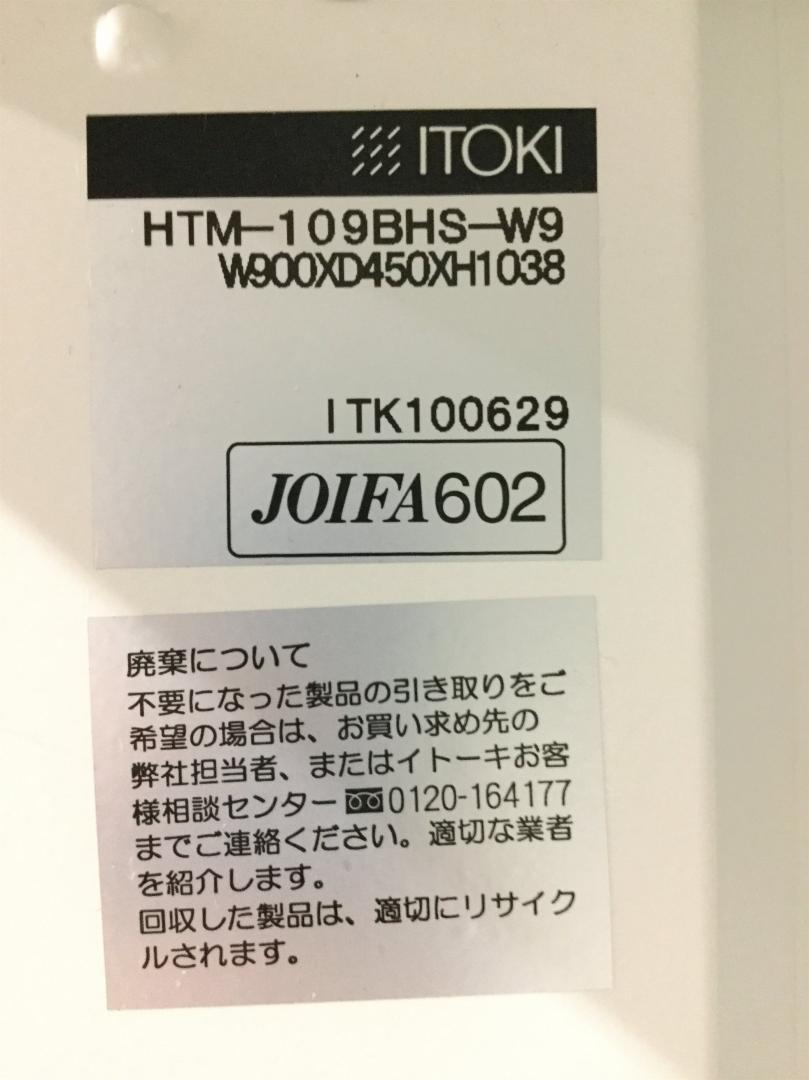 ITOKI
HTM-109BHS-W9
W900XD450XH1038
ITK100629
JOIFA602
廃棄について
不要になった製品の引き取りをご
希望の場合は、お買い求め先の
弊社担当者、またはイトーキお客
様相談センター0120-164177
までご連絡ください。適切な業者
を紹介します。
回収した製品は、適切にリサイク
ルされます。